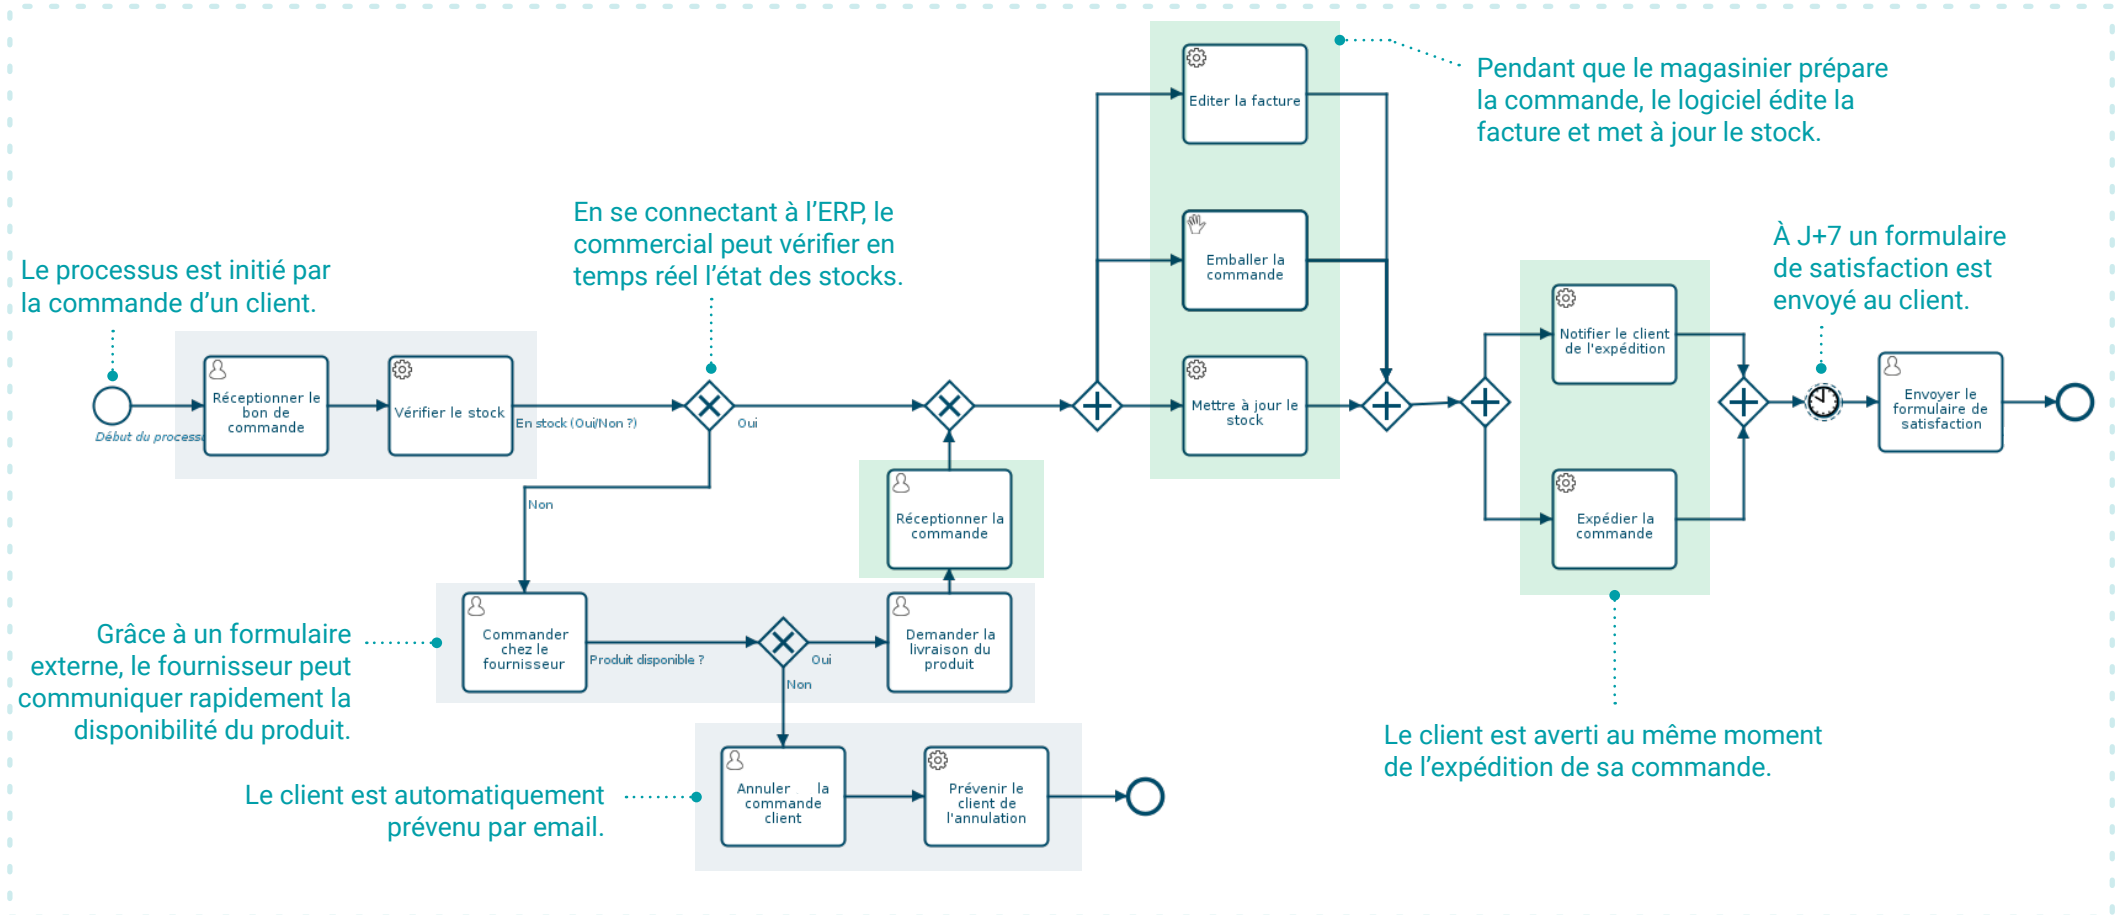 Pendant que le magasinier prépare
la commande, le logiciel édite la
facture et met à jour le stock.
Editer la facture
En se connectant à l’ERP, le
commercial peut vérifier en
temps réel l’état des stocks.
Emballer la
commande
À J+7 un formulaire
de satisfaction est
envoyé au client.
Le processus est initié par
la commande d’un client.
Début du processu
Réceptionner le
bon de
commande
Vérifier le stock
En stock (Oui/Non ?)
Oui
Mettre à jour le
stock
Notifier le client
de l'expédition
Envoyer le
formulaire de
satisfaction
Non
Réceptionner la
commande
Expédier la
commande
Grâce à un formulaire
externe, le fournisseur peut
communiquer rapidement la
disponibilité du produit.
Commander
chez le
fournisseur
Produit disponible ?
Oui
Non
Demander la
livraison du
produit
Le client est averti au même moment
de l’expédition de sa commande.
Le client est automatiquement
prévenu par email.
Annuler la
commande
client
Prévenir le
client de
l'annulation